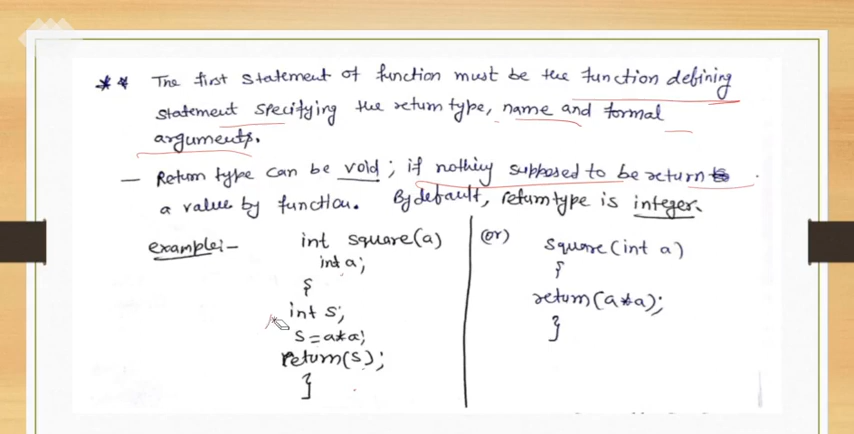 ** The first statement of function must be the function defining
statement specifying the return type, name and formal
arguments.
— Return type can be void; if nothing supposed to be return
a value by function. By default, return type is integer.
example:- int square(a)
int a;
{
int s;
s=a*a;
return(s);
}
(or) square(int a)
{
return(a*a);
}